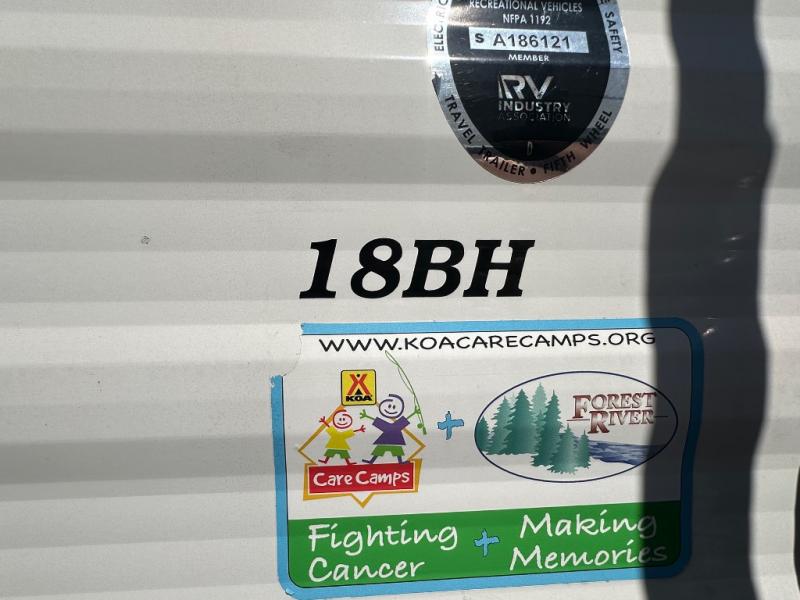 RECREATIONAL VEHICLES
NFPA 1192
S A186121
MEMBER
RV
INDUSTRY
ASSOCIATION
SAFETY
TRAVEL TRAILER • FIFTH WHEEL
18BH
WWW.KOACARECAMPS.ORG
KOA
Care Camps
+
FOREST
RIVER
Fighting + Making
Cancer Memories